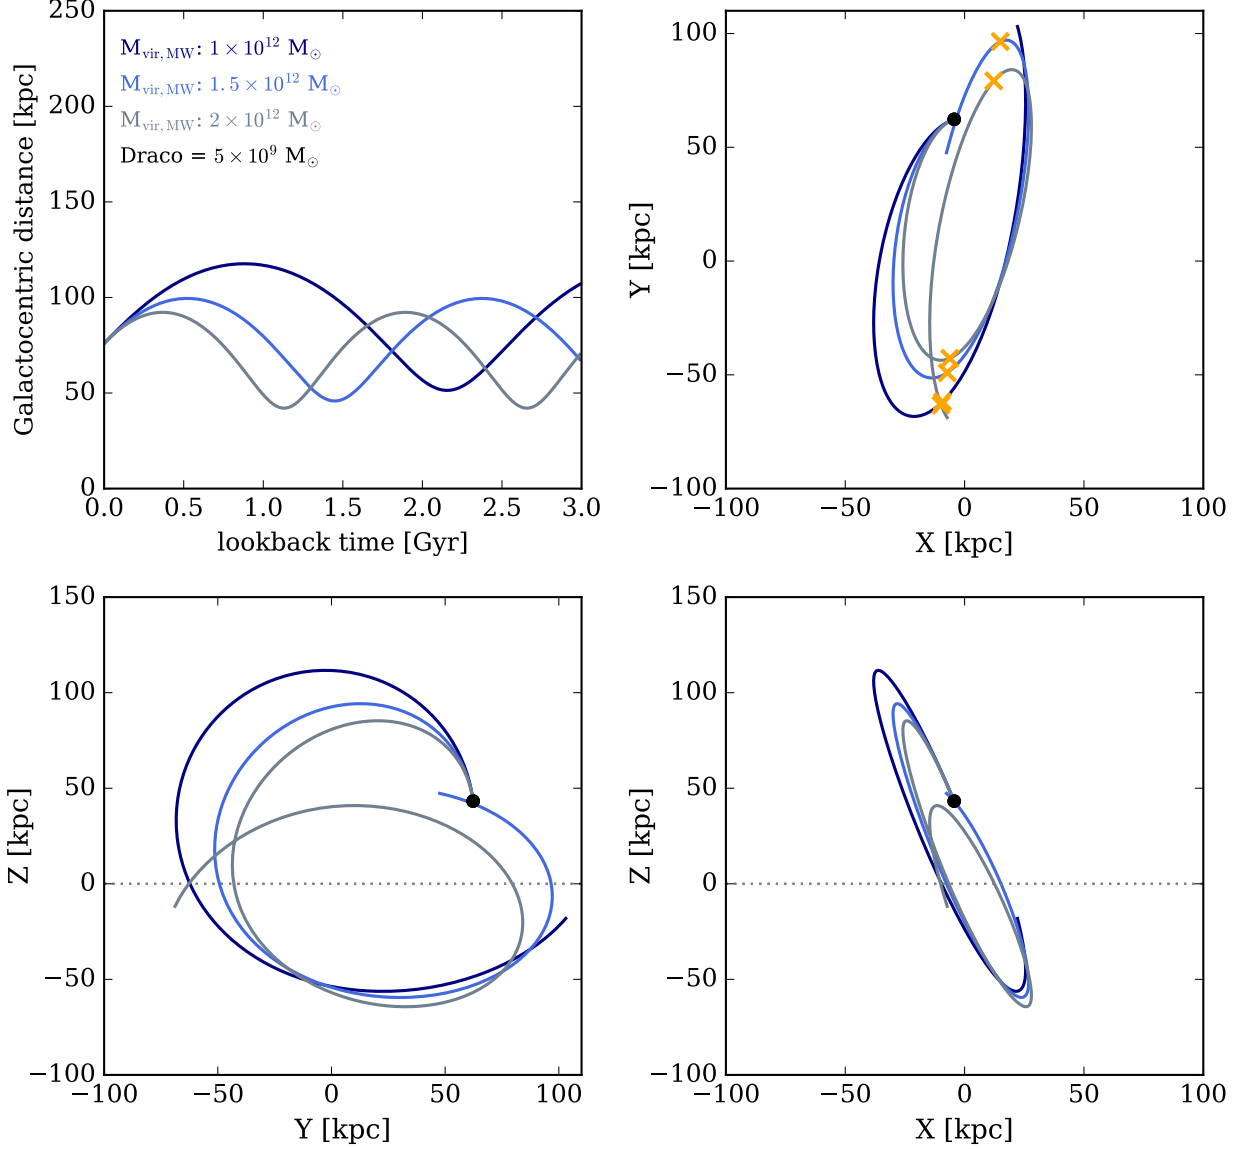 250
200
150
100
50
0
Galactocentric distance [kpc]
M_vir,MW: 1 × 10^12 M_⊙
M_vir,MW: 1.5 × 10^12 M_⊙
M_vir,MW: 2 × 10^12 M_⊙
Draco = 5 × 10^9 M_⊙
0.0 0.5 1.0 1.5 2.0 2.5 3.0
lookback time [Gyr]
100
50
0
−50
−100
Y [kpc]
−100 −50 0 50 100
X [kpc]
150
100
50
0
−50
−100
Z [kpc]
−100 −50 0 50 100
Y [kpc]
150
100
50
0
−50
−100
Z [kpc]
−100 −50 0 50 100
X [kpc]